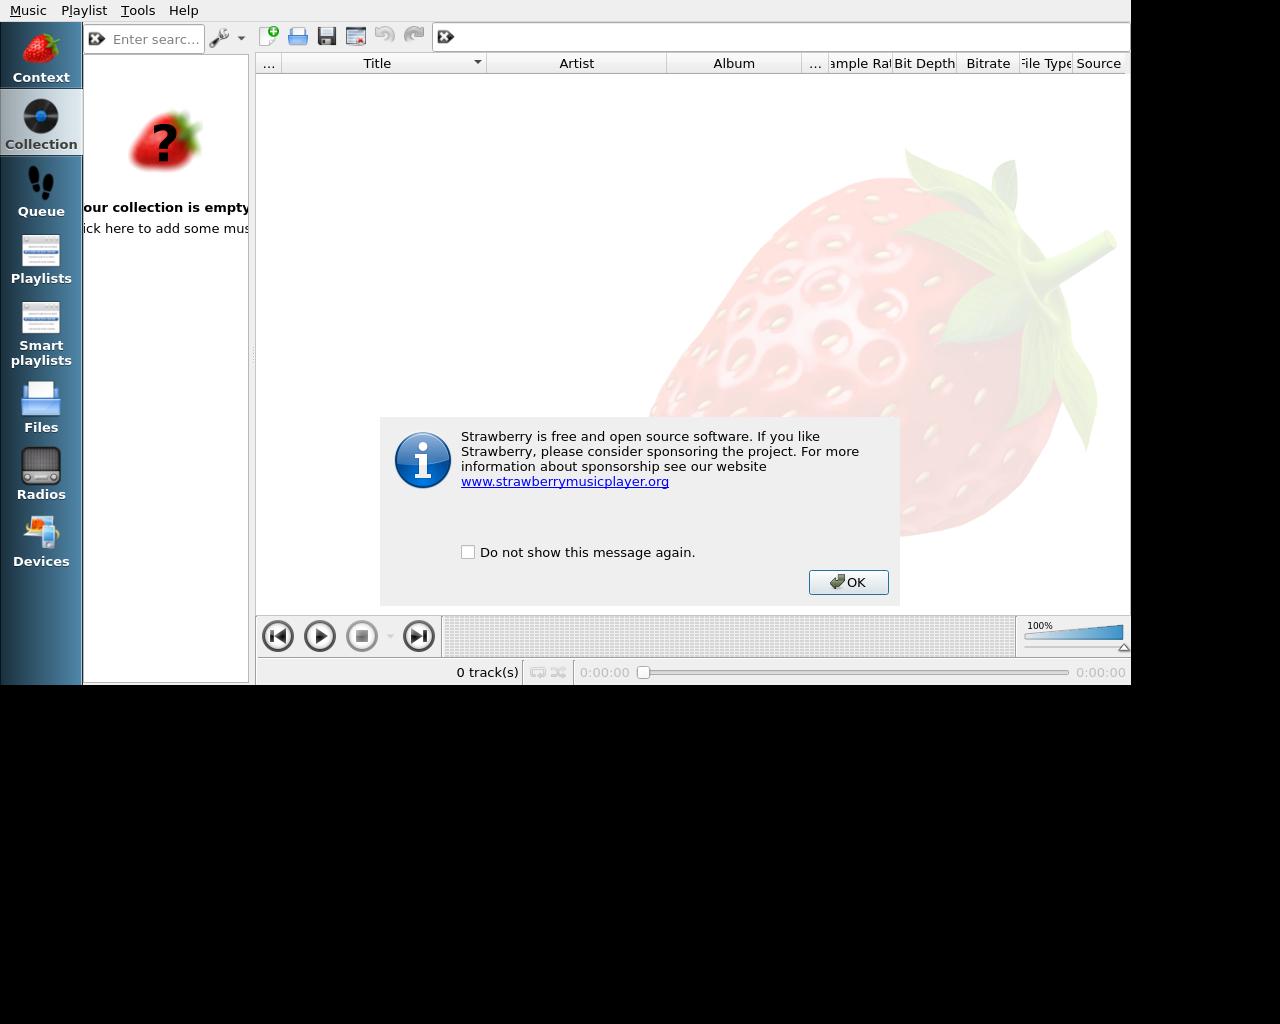 Music Playlist Tools Help
Enter searc...
Context
Collection
Queue
Playlists
Smart
playlists
Files
Radios
Devices
our collection is empty
ick here to add some mus
... Title Artist Album ... ample Rat Bit Depth Bitrate File Type Source
Strawberry is free and open source software. If you like
Strawberry, please consider sponsoring the project. For more
information about sponsorship see our website
www.strawberrymusicplayer.org
Do not show this message again.
OK
100%
0 track(s) 0:00:00 0:00:00